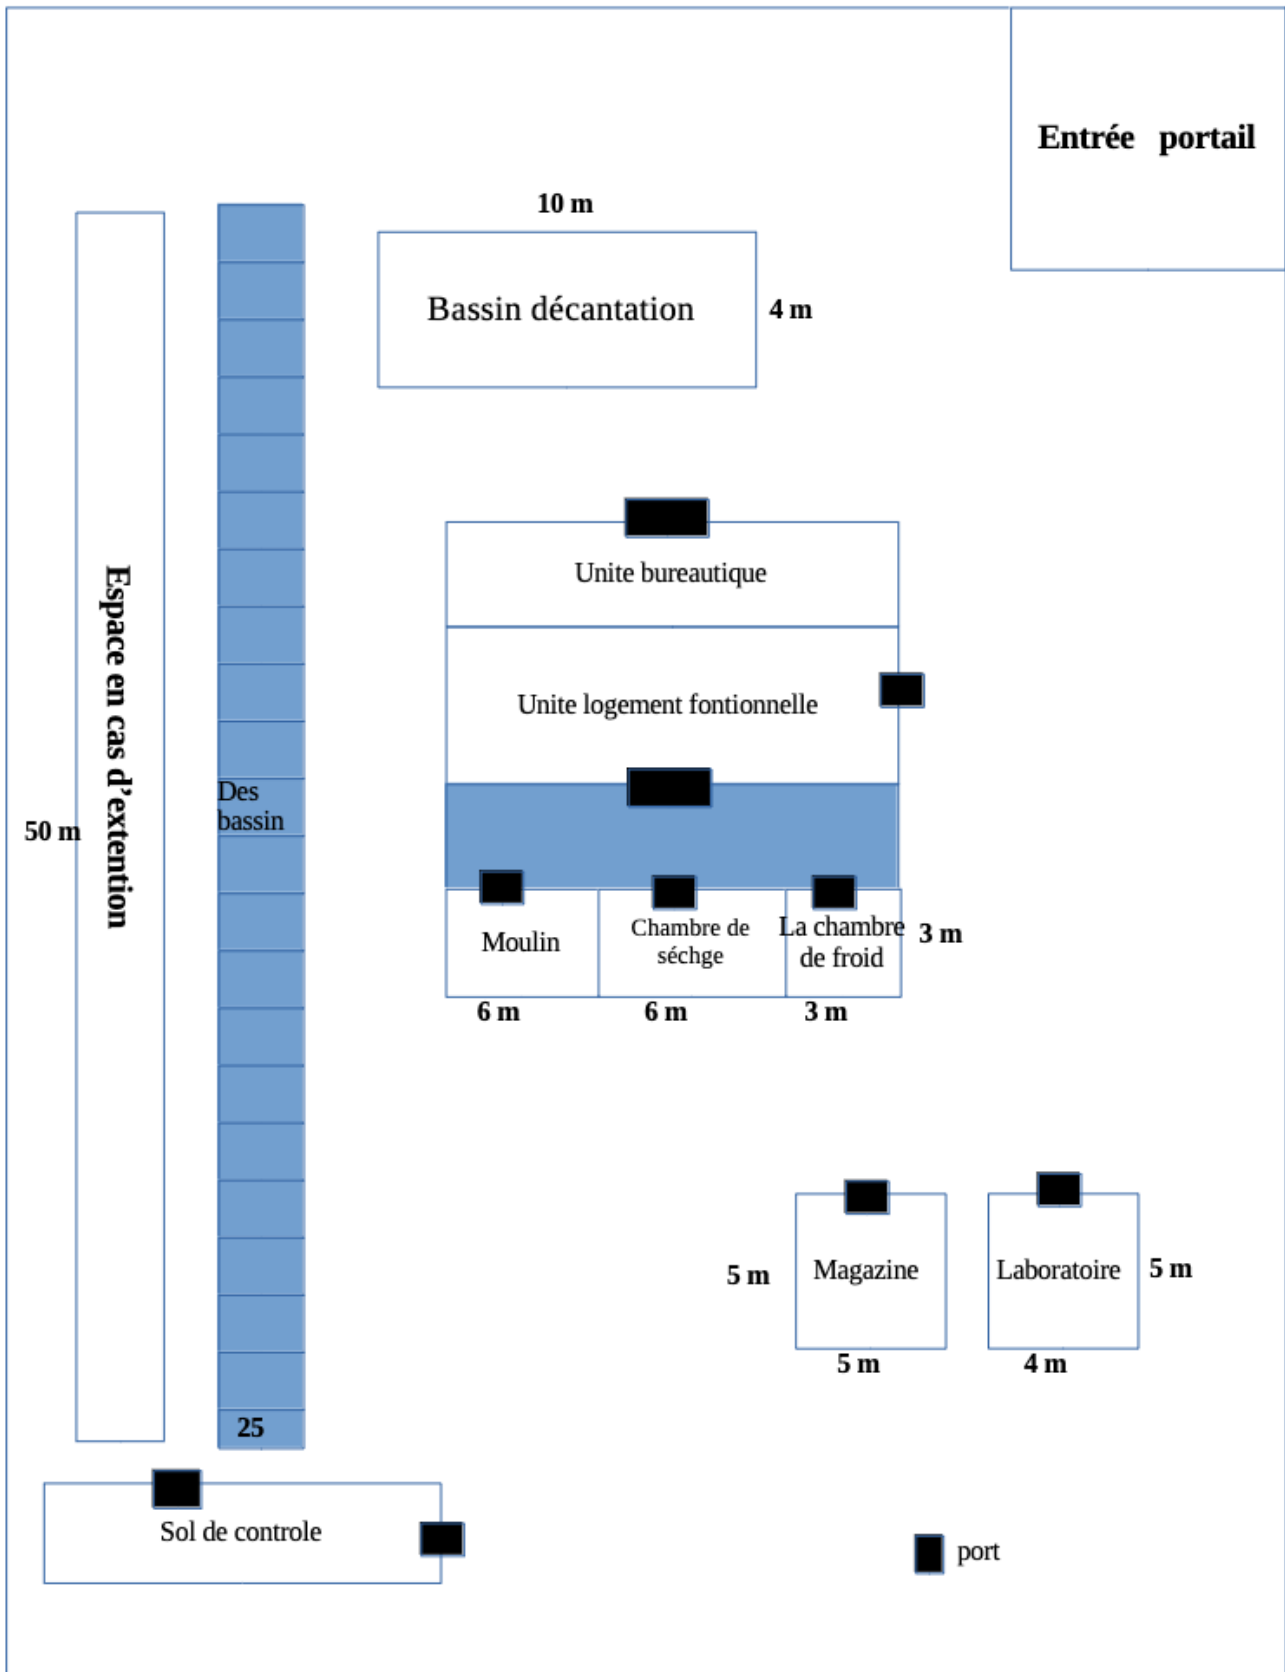 Entrée portail
10 m
Bassin décantation
4 m
Unite bureautique
Unite logement fontionnelle
Espace en cas d’extention
50 m
Des
bassin
Moulin
Chambre de
séchge
La chambre
de froid
3 m
6 m
6 m
3 m
5 m
Magazine
Laboratoire
5 m
5 m
4 m
25
Sol de controle
port